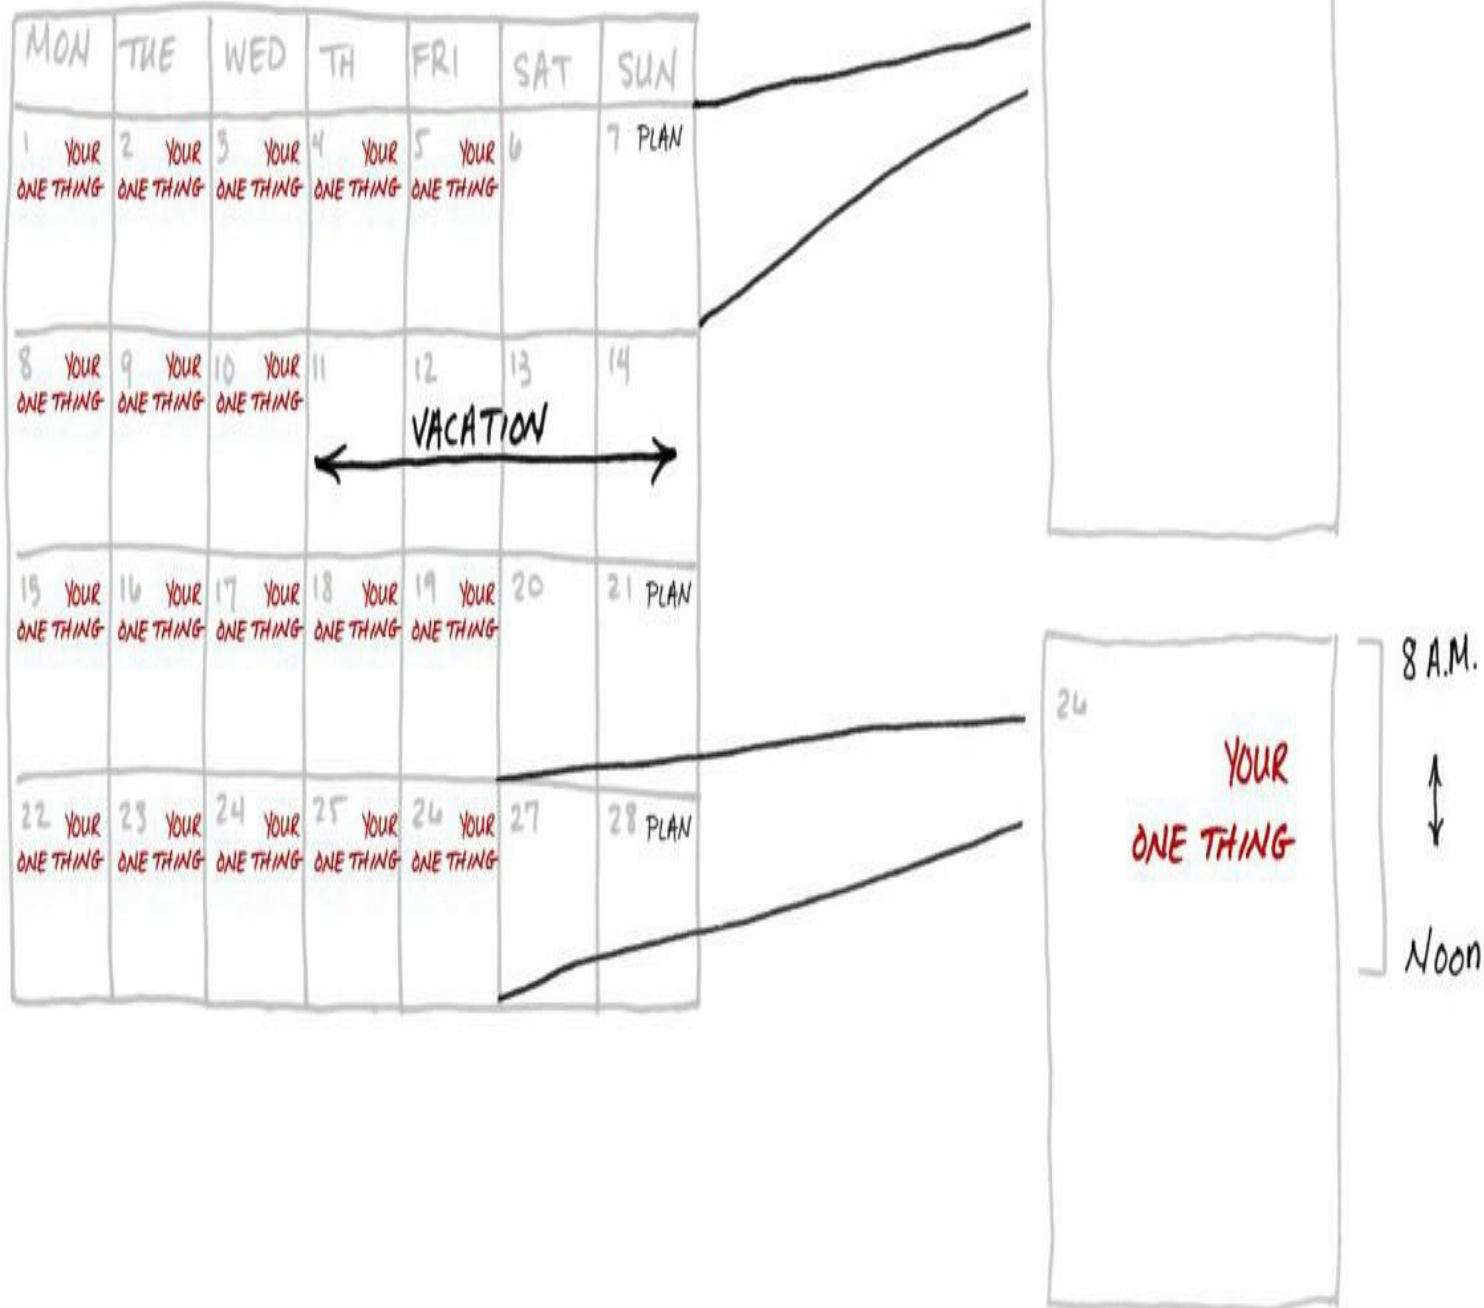 MON TUE WED TH FRI SAT SUN
1 YOUR 2 YOUR 3 YOUR 4 YOUR 5 YOUR 6 7 PLAN
ONE THING ONE THING ONE THING ONE THING ONE THING
8 YOUR 9 YOUR 10 YOUR 11 12 13 14
ONE THING ONE THING ONE THING
VACATION
15 YOUR 16 YOUR 17 YOUR 18 YOUR 19 YOUR 20 21 PLAN
ONE THING ONE THING ONE THING ONE THING ONE THING
22 YOUR 23 YOUR 24 YOUR 25 YOUR 26 YOUR 27 28 PLAN
ONE THING ONE THING ONE THING ONE THING ONE THING
8 A.M.
26
YOUR
ONE THING
Noon